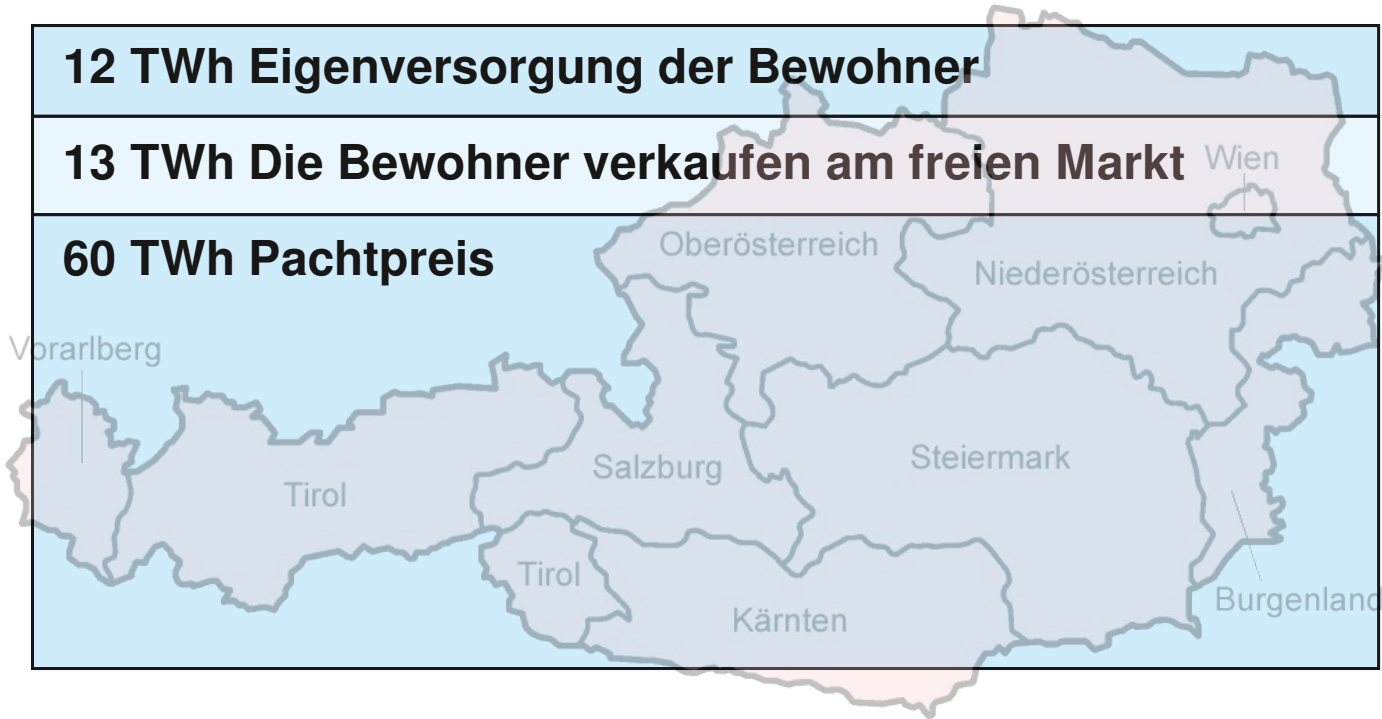 12 TWh Eigenversorgung der Bewohner
13 TWh Die Bewohner verkaufen am freien Markt
Wien
60 TWh Pachtpreis
Oberösterreich
Niederösterreich
Vorarlberg
Steiermark
Salzburg
Tirol
Tirol
Burgenland
Kärnten